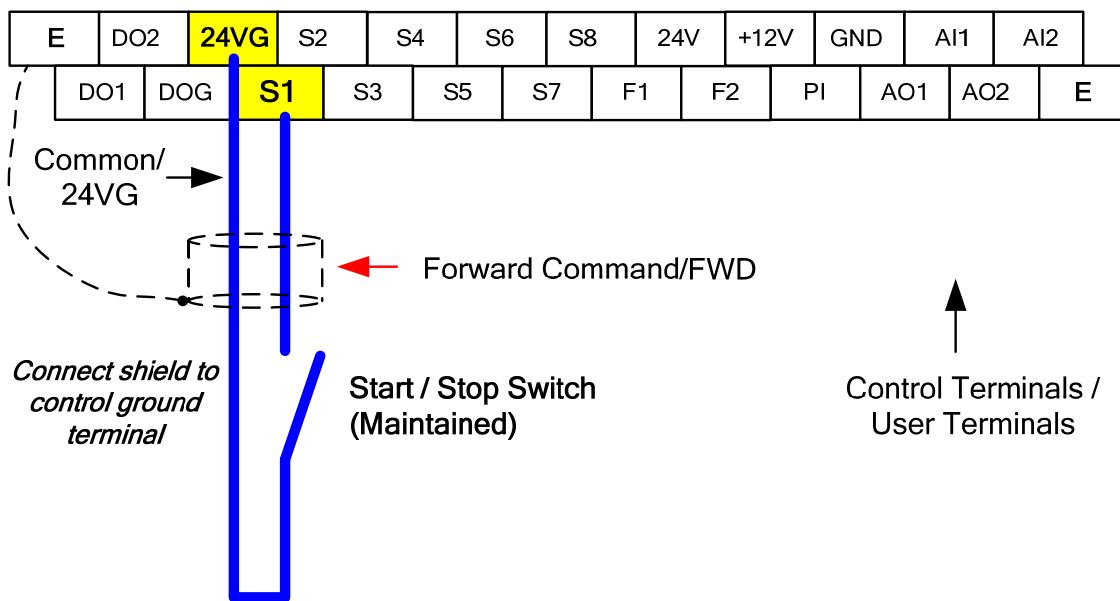 E DO2 24VG S2 S4 S6 S8 24V +12V GND AI1 AI2
DO1 DOG S1 S3 S5 S7 F1 F2 PI AO1 AO2 E
Common/
24VG
Forward Command/FWD
Connect shield to
control ground
terminal
Start / Stop Switch
(Maintained)
Control Terminals /
User Terminals